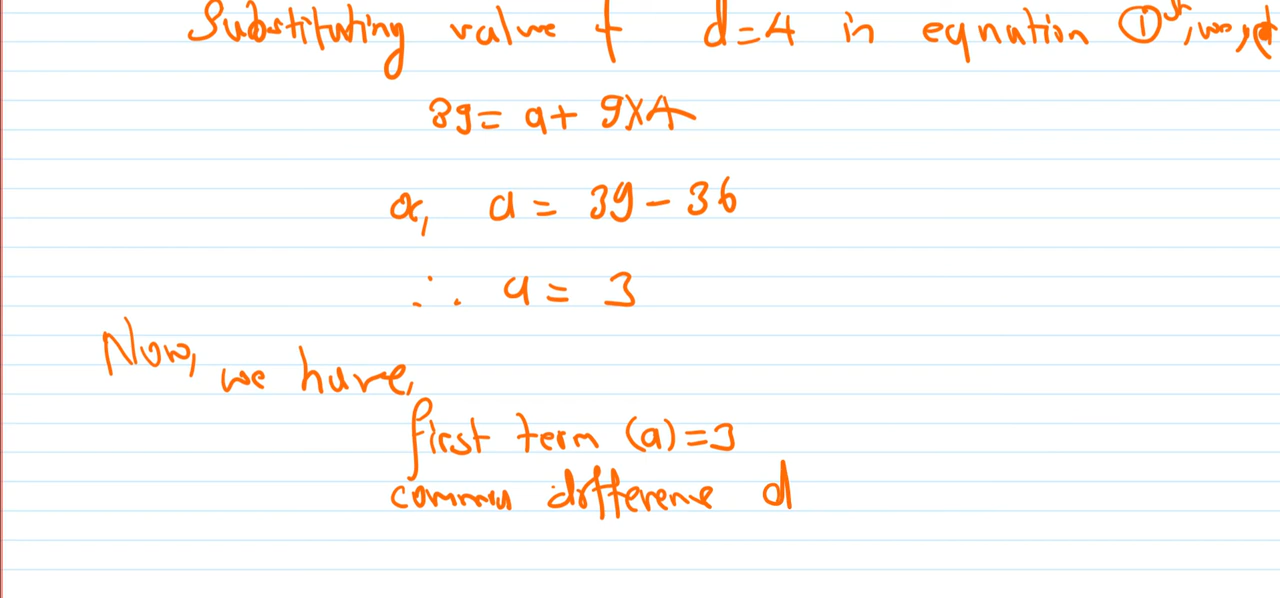 Substituting value of d=4 in equation ①st, we get
39 = a + 9×4
or, a = 39 - 36
∴ a = 3
Now, we have,
first term (a) = 3
common difference d